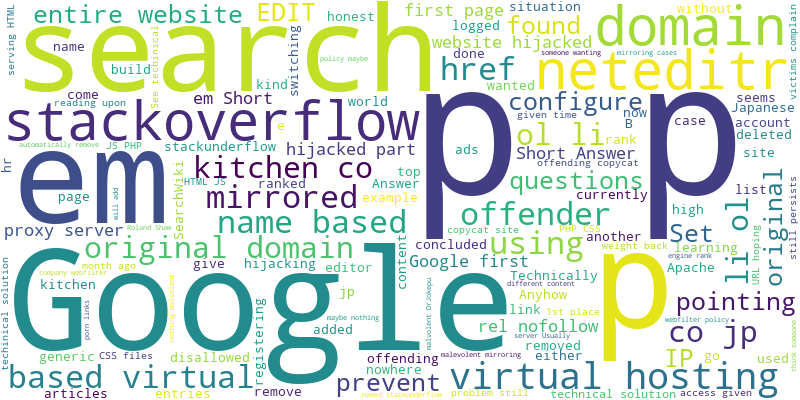 search
Google
em
p p
p
stackoverflow
domain
neteditr
entire website
EDIT
honest
situation
without
logged
first page
found
website hijacked
serving HTML
name
build
done
come
switching
href
configure
wanted
victims complain
policy maybe
someone wanting
mirroring cases
See techinical
kind
em Short
reading upon
world
stackunderflow
hijacked part
seems
Japanese
now
B
account
deleted
given time
rank
offending copycat
automatically remove
JS PHP
e
ol li
Short Answer
ads
case
site
hr
kitchen co
mirrored
questions
HTML JS
ranked
Answer
top
page
will add
Roland Shaw
SearchWiki
name based
example
offender
currently
list
high
li ol
original
proxy server
copycat site
PHP CSS
Set
another
still persists
original domain
hijacking
concluded
using
weight back
engine rank
month ago
give
editor
content
Google first
Technically
learning
Apache
URL hoping
company webfilter
kitchen
jp
link
Anyhow
different content
pointing
techinical solution
porn links
nothing malvolent
registering
added
maybe nothing
malvolent DrJokepu
rel nofollow
1st place
co jp
webfilter policy
generic
CSS files
disallowed
offending
server Usually
removed
either
IP
go
used
based virtual
prevent
nowhere
malevolent mirroring
virtual hosting
think someone
articles
entries
remove
named stackunderflow
problem still
technical solution
access given